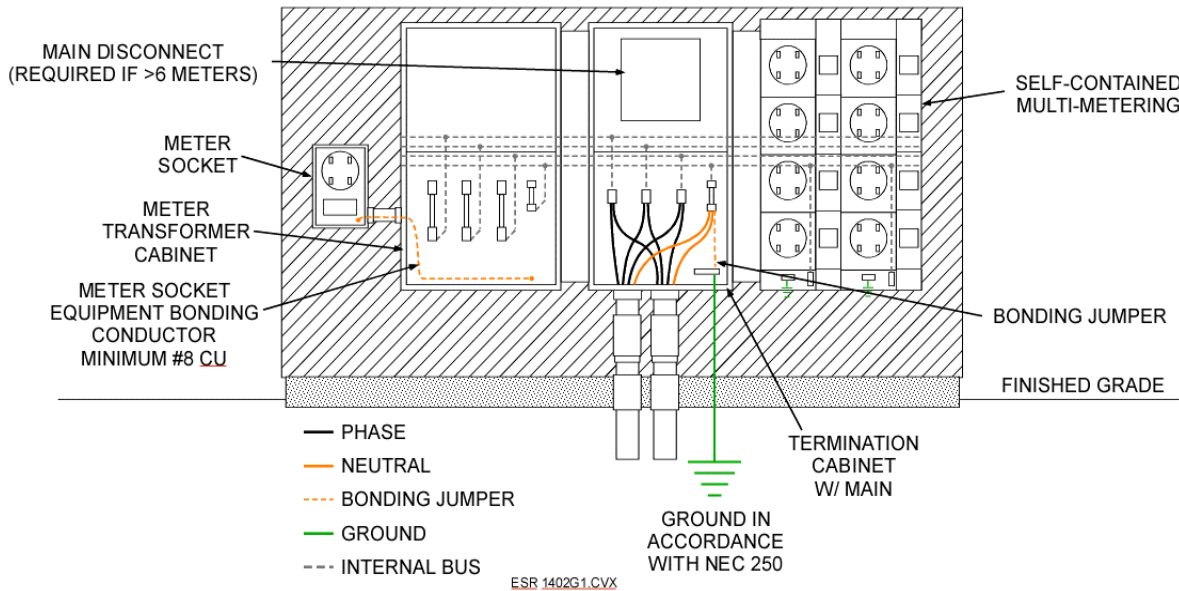 MAIN DISCONNECT
(REQUIRED IF >6 METERS)
METER
SOCKET
METER
TRANSFORMER
CABINET
METER SOCKET
EQUIPMENT BONDING
CONDUCTOR
MINIMUM #8 CU
SELF-CONTAINED
MULTI-METERING
BONDING JUMPER
FINISHED GRADE
TERMINATION
CABINET
W/ MAIN
GROUND IN
ACCORDANCE
WITH NEC 250
PHASE
NEUTRAL
BONDING JUMPER
GROUND
INTERNAL BUS
ESR 1402G1.CVX